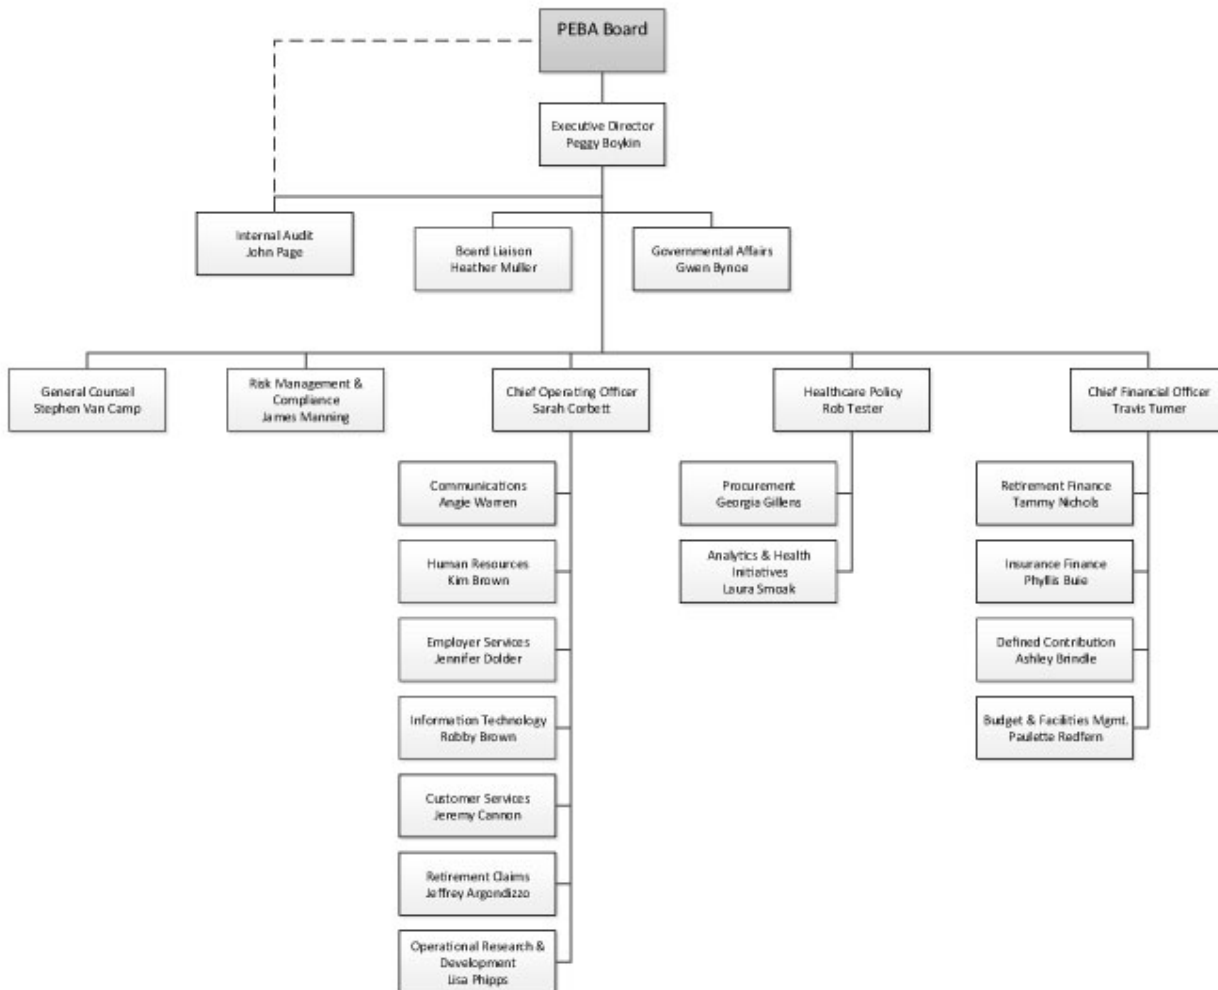 PEBA Board
Executive Director
Peggy Boykin
Internal Audit
John Page
Board Liaison
Heather Muller
Governmental Affairs
Gwen Bynoe
General Counsel
Stephen Van Camp
Risk Management &
Compliance
James Manning
Chief Operating Officer
Sarah Corbett
Healthcare Policy
Rob Tester
Chief Financial Officer
Travis Turner
Communications
Angie Warren
Human Resources
Kim Brown
Employer Services
Jennifer Dolder
Information Technology
Robby Brown
Customer Services
Jeremy Cannon
Retirement Claims
Jeffrey Argondizzo
Operational Research &
Development
Lisa Phipps
Procurement
Georgia Gillens
Analytics & Health
Initiatives
Laura Smoak
Retirement Finance
Tammy Nichols
Insurance Finance
Phyllis Buie
Defined Contribution
Ashley Brindle
Budget & Facilities Mgmt.
Paulette Redfern